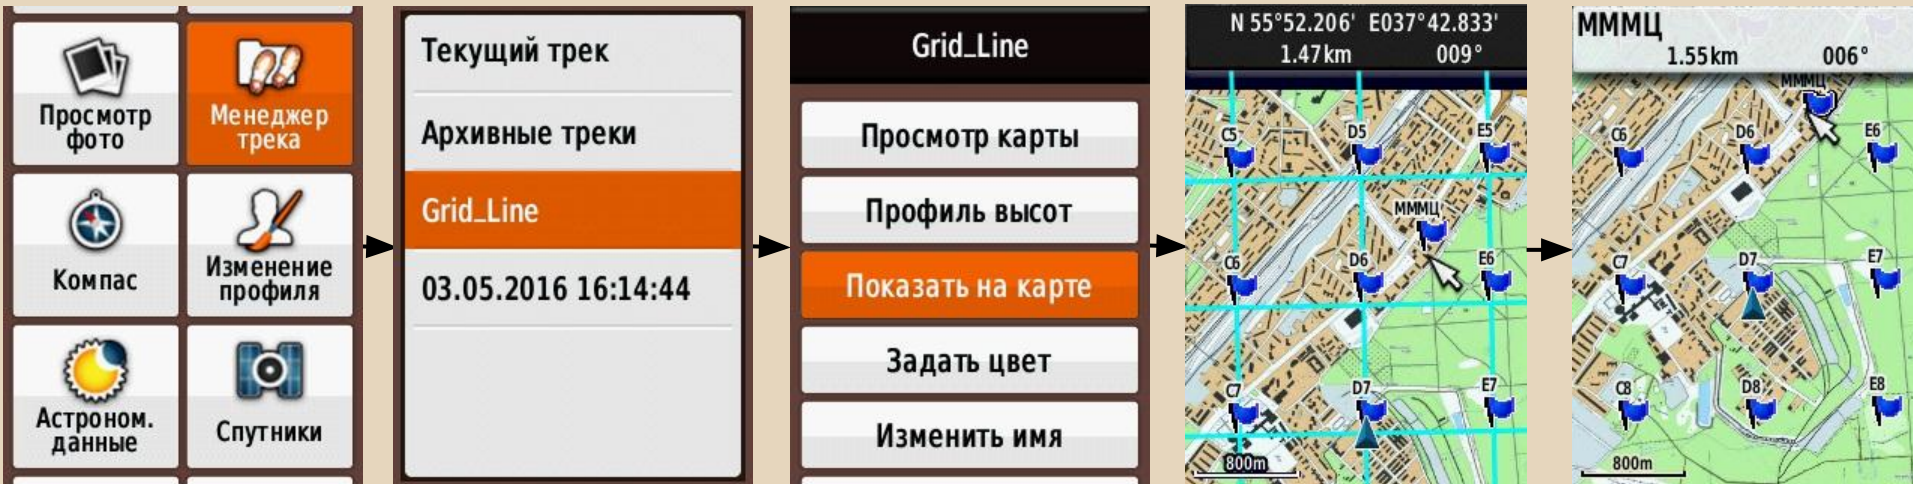 Просмотр
фото
Менеджер
трека
Компас
Изменение
профиля
Астроном.
данные
Спутники
Текущий трек
Архивные треки
Grid_Line
03.05.2016 16:14:44
Grid_Line
Просмотр карты
Профиль высот
Показать на карте
Задать цвет
Изменить имя
N 55°52.206' E037°42.833'
1.47km 009°
C5 D5 E5
МММЦ
C6 D6 E6
C7 D7 E7
800m
МММЦ
1.55km 006°
МММЦ
C6 D6 E6
C7 D7 E7
C8 D8 E8
800m